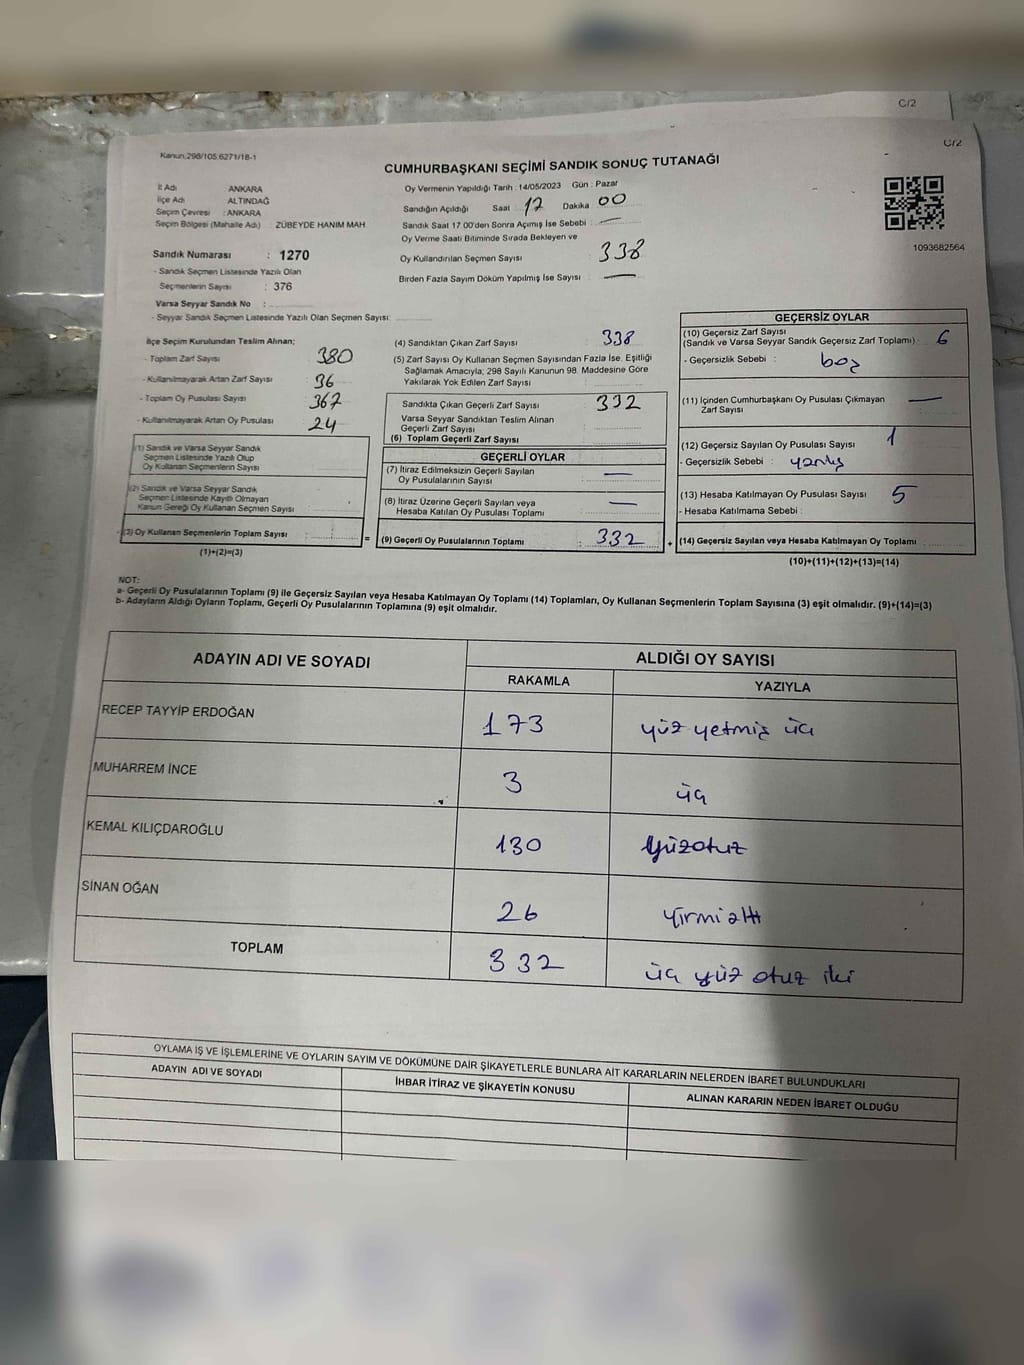 C/2
C/2
Kanun;298/105,6271/18-1
CUMHURBAŞKANI SEÇİMİ SANDIK SONUÇ TUTANAĞI
İl Adı ANKARA
İlçe Adı ALTINDAĞ
Seçim Çevresi : ANKARA
Seçim Bölgesi (Mahalle Adı) : ZÜBEYDE HANIM MAH
Oy Vermenin Yapıldığı Tarih : 14/05/2023 Gün : Pazar
Sandığın Açıldığı Saat 17 Dakika 00
Sandık Saat 17.00'den Sonra Açımış İse Sebebi : —
Oy Verme Saati Bitiminde Sırada Bekleyen ve
Oy Kullandırılan Seçmen Sayısı : 338
Birden Fazla Sayım Döküm Yapılmış İse Sayısı : —
1093682564
Sandık Numarası : 1270
- Sandık Seçmen Listesinde Yazılı Olan
Seçmenlerin Sayısı : 376
Varsa Seyyar Sandık No :
- Seyyar Sandık Seçmen Listesinde Yazılı Olan Seçmen Sayısı:
İlçe Seçim Kurulundan Teslim Alınan;
- Toplam Zarf Sayısı 380
- Kullanılmayarak Artan Zarf Sayısı 36
- Toplam Oy Pusulası Sayısı 367
- Kullanılmayarak Artan Oy Pusulası 24
(1) Sandık ve Varsa Seyyar Sandık
Seçmen Listesinde Yazılı Olup
Oy Kullanan Seçmenlerin Sayısı
(2) Sandık ve Varsa Seyyar Sandık
Seçmen Listesinde Kayıtlı Olmayan
Kanun Gereği Oy Kullanan Seçmen Sayısı :
(3) Oy Kullanan Seçmenlerin Toplam Sayısı
(1)+(2)=(3)
(4) Sandıktan Çıkan Zarf Sayısı 338
(5) Zarf Sayısı Oy Kullanan Seçmen Sayısından Fazla İse. Eşitliği
Sağlamak Amacıyla; 298 Sayılı Kanunun 98. Maddesine Göre
Yakılarak Yok Edilen Zarf Sayısı
Sandıkta Çıkan Geçerli Zarf Sayısı 332
Varsa Seyyar Sandıktan Teslim Alınan
Geçerli Zarf Sayısı
(6) Toplam Geçerli Zarf Sayısı
GEÇERLİ OYLAR
(7) İtiraz Edilmeksizin Geçerli Sayılan
Oy Pusulalarının Sayısı —
(8) İtiraz Üzerine Geçerli Sayılan veya
Hesaba Katılan Oy Pusulası Toplamı —
= (9) Geçerli Oy Pusulalarının Toplamı : 332 +
GEÇERSİZ OYLAR
(10) Geçersiz Zarf Sayısı
(Sandık ve Varsa Seyyar Sandık Geçersiz Zarf Toplamı) : 6
- Geçersizlik Sebebi : boş
(11) İçinden Cumhurbaşkanı Oy Pusulası Çıkmayan
Zarf Sayısı —
(12) Geçersiz Sayılan Oy Pusulası Sayısı 1
- Geçersizlik Sebebi : yanlış
(13) Hesaba Katılmayan Oy Pusulası Sayısı 5
- Hesaba Katılmama Sebebi :
(14) Geçersiz Sayılan veya Hesaba Katılmayan Oy Toplamı
(10)+(11)+(12)+(13)=(14)
NOT:
a- Geçerli Oy Pusulalarının Toplamı (9) ile Geçersiz Sayılan veya Hesaba Katılmayan Oy Toplamı (14) Toplamları, Oy Kullanan Seçmenlerin Toplam Sayısına (3) eşit olmalıdır. (9)+(14)=(3)
b- Adayların Aldığı Oyların Toplamı, Geçerli Oy Pusulalarının Toplamına (9) eşit olmalıdır.
ADAYIN ADI VE SOYADI ALDIĞI OY SAYISI
RAKAMLA YAZIYLA
RECEP TAYYİP ERDOĞAN 173 yüz yetmiş üç
MUHARREM İNCE 3 üç
KEMAL KILIÇDAROĞLU 130 Yüzotuz
SİNAN OĞAN 26 Yirmialtı
TOPLAM 332 üç yüz otuz iki
OYLAMA İŞ VE İŞLEMLERİNE VE OYLARIN SAYIM VE DÖKÜMÜNE DAİR ŞİKAYETLERLE BUNLARA AİT KARARLARIN NELERDEN İBARET BULUNDUKLARI
ADAYIN ADI VE SOYADI İHBAR İTİRAZ VE ŞİKAYETİN KONUSU ALINAN KARARIN NEDEN İBARET OLDUĞU